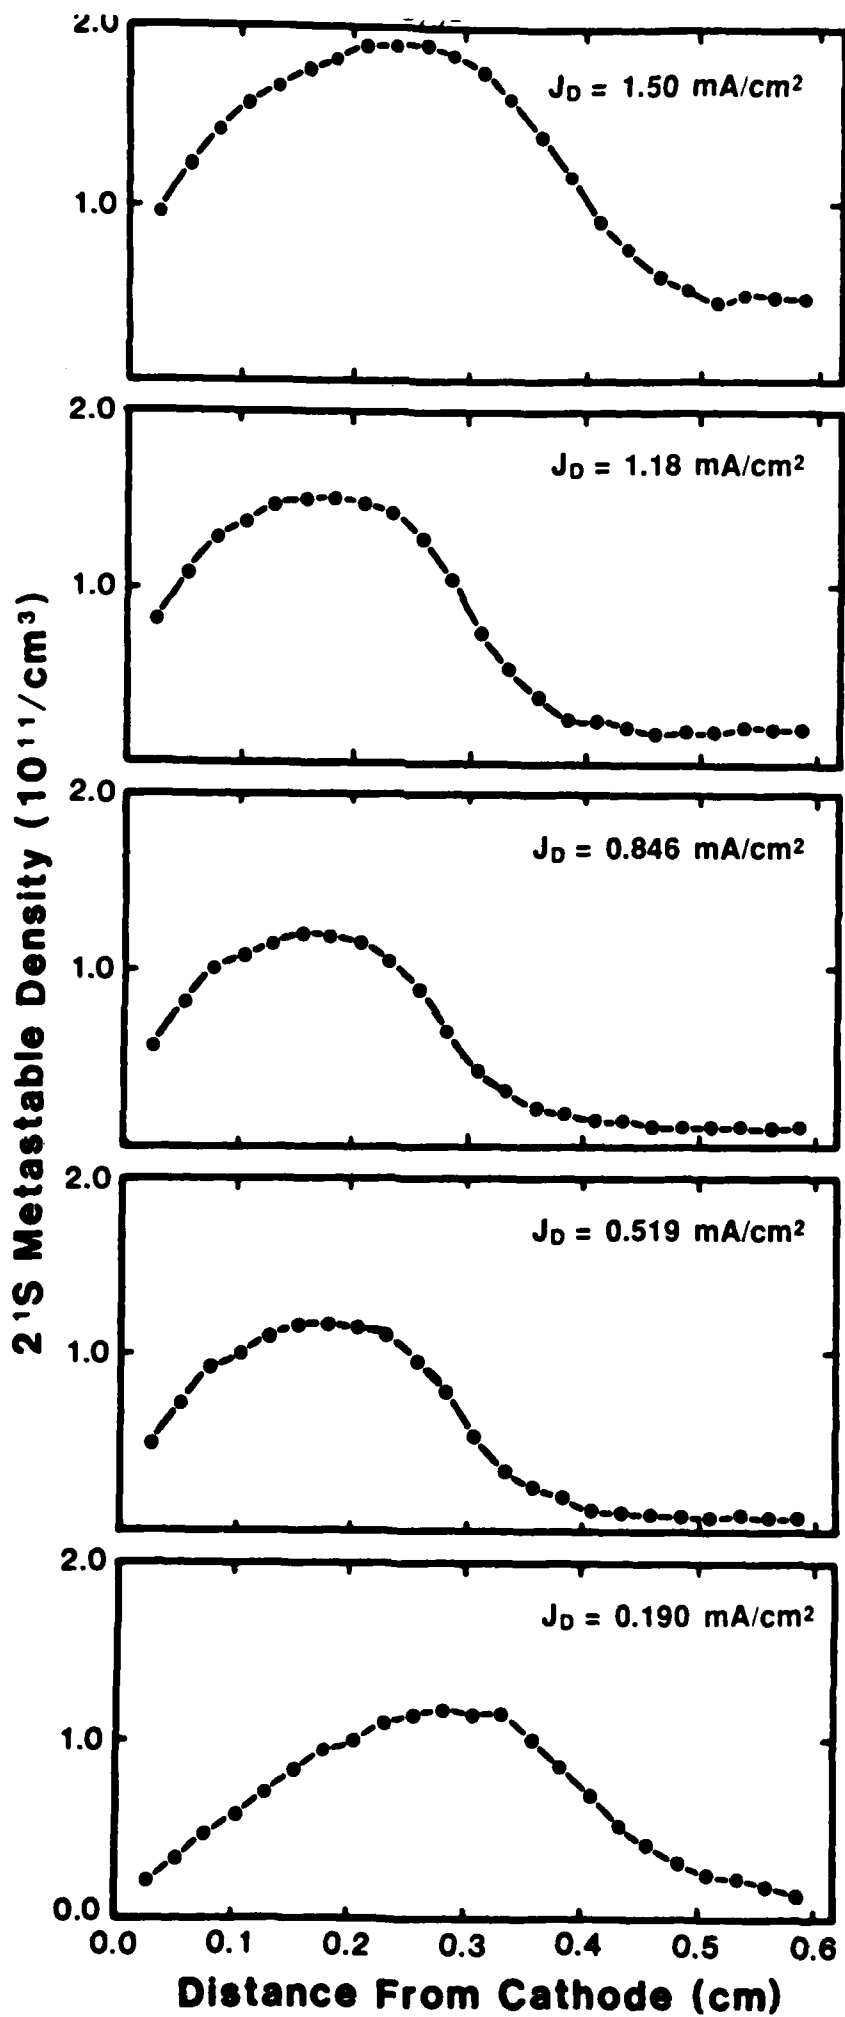 2.0
J_D = 1.50 mA/cm²
1.0
2.0
J_D = 1.18 mA/cm²
1.0
2.0
J_D = 0.846 mA/cm²
1.0
2.0
J_D = 0.519 mA/cm²
1.0
2.0
J_D = 0.190 mA/cm²
1.0
0.0
0.0 0.1 0.2 0.3 0.4 0.5 0.6
Distance From Cathode (cm)
2¹S Metastable Density (10¹¹/cm³)